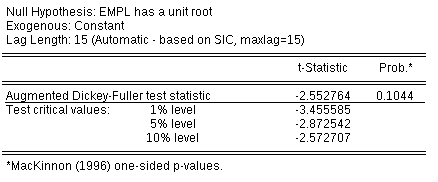 Null Hypothesis: EMPL has a unit root
Exogenous: Constant
Lag Length: 15 (Automatic - based on SIC, maxlag=15)
t-Statistic Prob.*
Augmented Dickey-Fuller test statistic -2.552764 0.1044
Test critical values: 1% level -3.455585
5% level -2.872542
10% level -2.572707
*MacKinnon (1996) one-sided p-values.